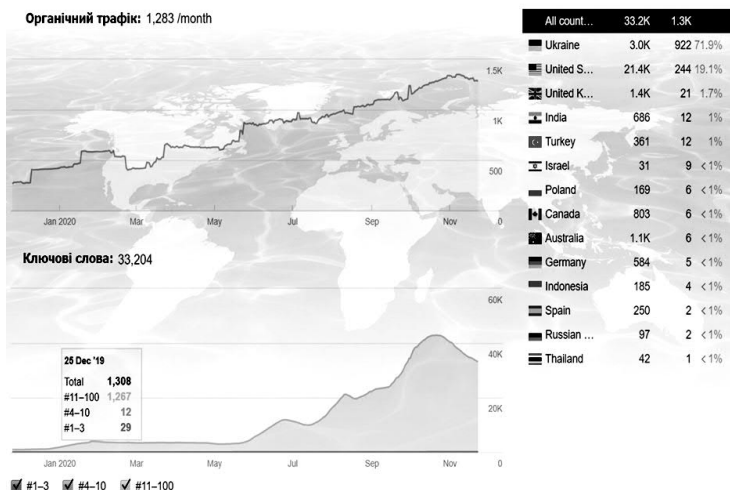 Органічний трафік: 1,283 /month
1.5K
1K
500
0
Jan 2020 Mar May Jul Sep Nov
Ключові слова: 33,204
60K
40K
20K
0
25 Dec '19
Total 1,308
#11–100 1,267
#4–10 12
#1–3 29
Jan 2020 Mar May Jul Sep Nov
#1–3 #4–10 #11–100
All count... 33.2K 1.3K
Ukraine 3.0K 922 71.9%
United S... 21.4K 244 19.1%
United K... 1.4K 21 1.7%
India 686 12 1%
Turkey 361 12 1%
Israel 31 9 <1%
Poland 169 6 <1%
Canada 803 6 <1%
Australia 1.1K 6 <1%
Germany 584 5 <1%
Indonesia 185 4 <1%
Spain 250 2 <1%
Russian ... 97 2 <1%
Thailand 42 1 <1%